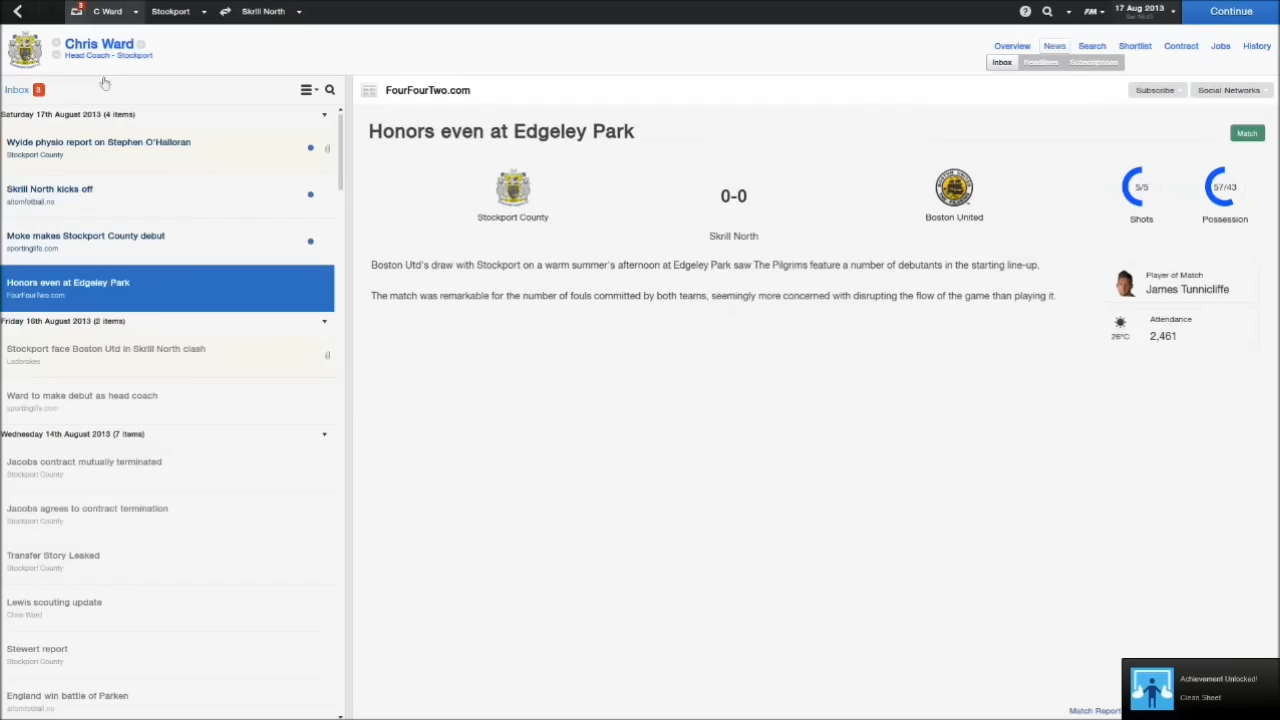 3
C Ward
Stockport
Skrill North
FM
17 Aug 2013
Continue
Chris Ward
Head Coach - Stockport
Overview
News
Search
Shortlist
Contract
Jobs
History
Inbox
Headlines
Subscriptions
Inbox 3
FourFourTwo.com
Subscribe
Social Networks
Saturday 17th August 2013 (4 items)
Wylde physio report on Stephen O'Halloran
Stockport County
Skrill North kicks off
altomfotball.no
Moke makes Stockport County debut
sportinglife.com
Honors even at Edgeley Park
FourFourTwo.com
Friday 16th August 2013 (2 items)
Stockport face Boston Utd in Skrill North clash
Ladbrokes
Ward to make debut as head coach
sportinglife.com
Wednesday 14th August 2013 (7 items)
Jacobs contract mutually terminated
Stockport County
Jacobs agrees to contract termination
Stockport County
Transfer Story Leaked
Stockport County
Lewis scouting update
Chris Ward
Stewert report
Stockport County
England win battle of Parken
altomfotball.no
Honors even at Edgeley Park
Match
Stockport County
0-0
Skrill North
Boston United
5/5
Shots
57/43
Possession
Boston Utd's draw with Stockport on a warm summer's afternoon at Edgeley Park saw The Pilgrims feature a number of debutants in the starting line-up.
The match was remarkable for the number of fouls committed by both teams, seemingly more concerned with disrupting the flow of the game than playing it.
Player of Match
James Tunnicliffe
26°C
Attendance
2,461
Match Report
Achievement Unlocked!
Clean Sheet